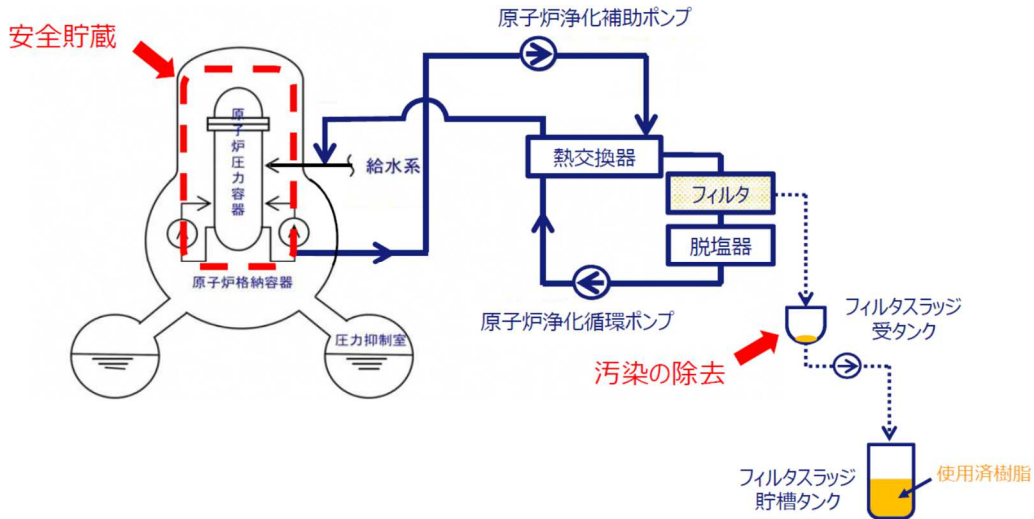 原子炉浄化補助ポンプ
安全貯蔵
原子炉圧力容器
給水系
熱交換器
フィルタ
脱塩器
原子炉格納容器
原子炉浄化循環ポンプ
圧力抑制室
フィルタスラッジ
受タンク
汚染の除去
フィルタスラッジ
貯槽タンク
使用済樹脂